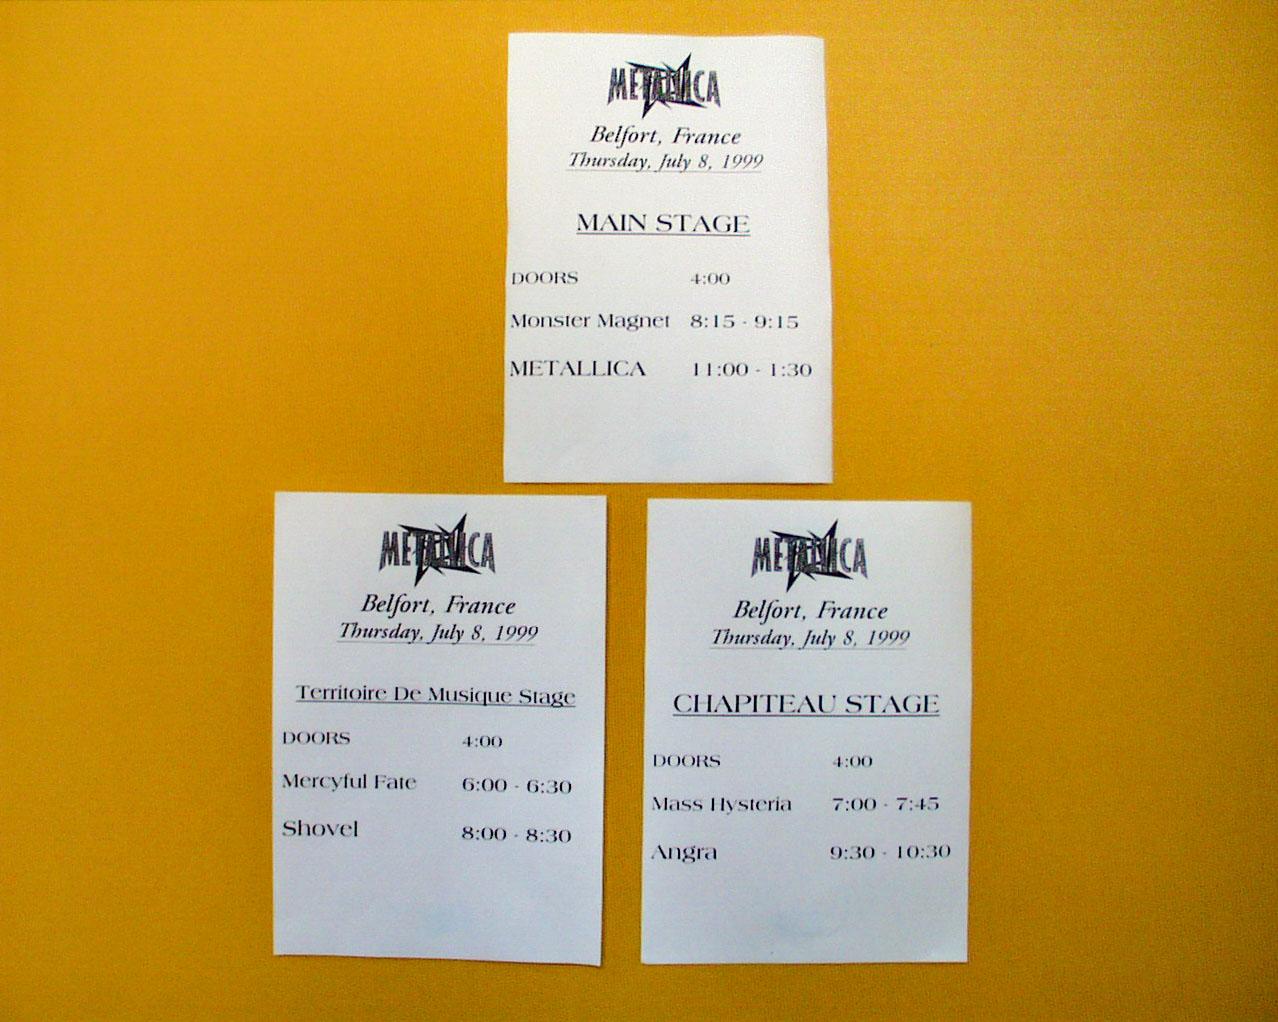 METALLICA
Belfort, France
Thursday, July 8, 1999
MAIN STAGE
DOORS 4:00
Monster Magnet 8:15 - 9:15
METALLICA 11:00 - 1:30
METALLICA
Belfort, France
Thursday, July 8, 1999
Territoire De Musique Stage
DOORS 4:00
Mercyful Fate 6:00 - 6:30
Shovel 8:00 - 8:30
METALLICA
Belfort, France
Thursday, July 8, 1999
CHAPITEAU STAGE
DOORS 4:00
Mass Hysteria 7:00 - 7:45
Angra 9:30 - 10:30